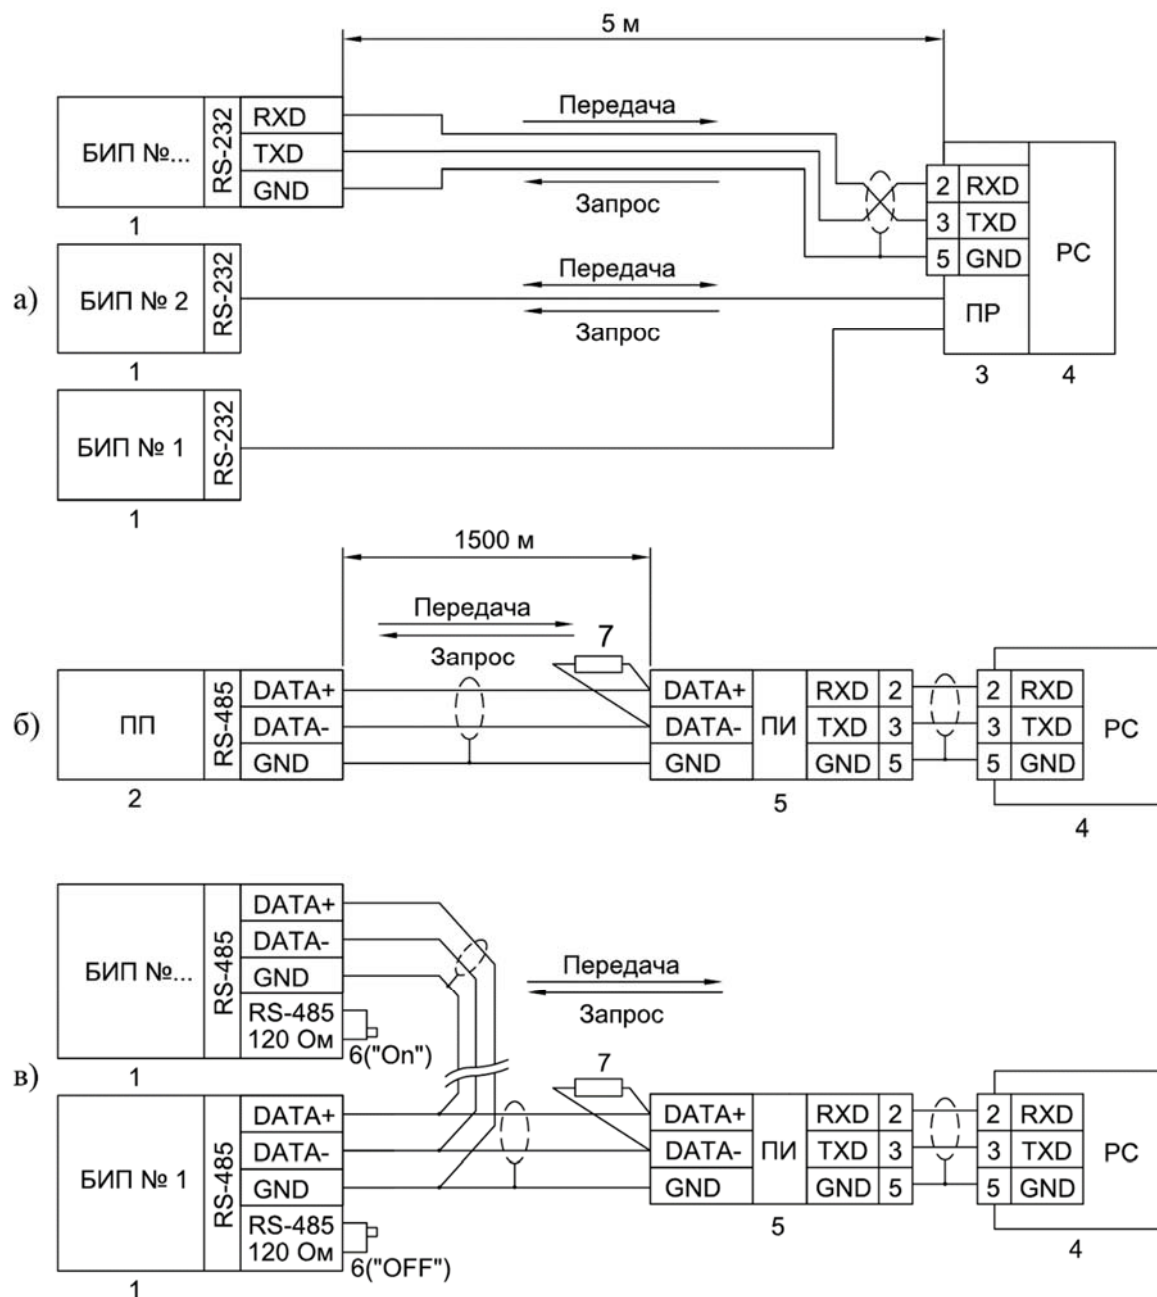 5 м
БИП №...
RS-232
RXD
TXD
GND
1
Передача
Запрос
2 RXD
3 TXD
5 GND
ПР
3
РС
4
а)
БИП № 2
RS-232
1
Передача
Запрос
БИП № 1
RS-232
1
1500 м
Передача
Запрос
7
б)
ПП
RS-485
DATA+
DATA-
GND
2
DATA+
DATA-
GND
ПИ
RXD 2
TXD 3
GND 5
5
2 RXD
3 TXD
5 GND
РС
4
БИП №...
RS-485
DATA+
DATA-
GND
RS-485
120 Ом
6("On")
1
Передача
Запрос
7
в)
БИП № 1
RS-485
DATA+
DATA-
GND
RS-485
120 Ом
6("OFF")
1
DATA+
DATA-
GND
ПИ
RXD 2
TXD 3
GND 5
5
2 RXD
3 TXD
5 GND
РС
4